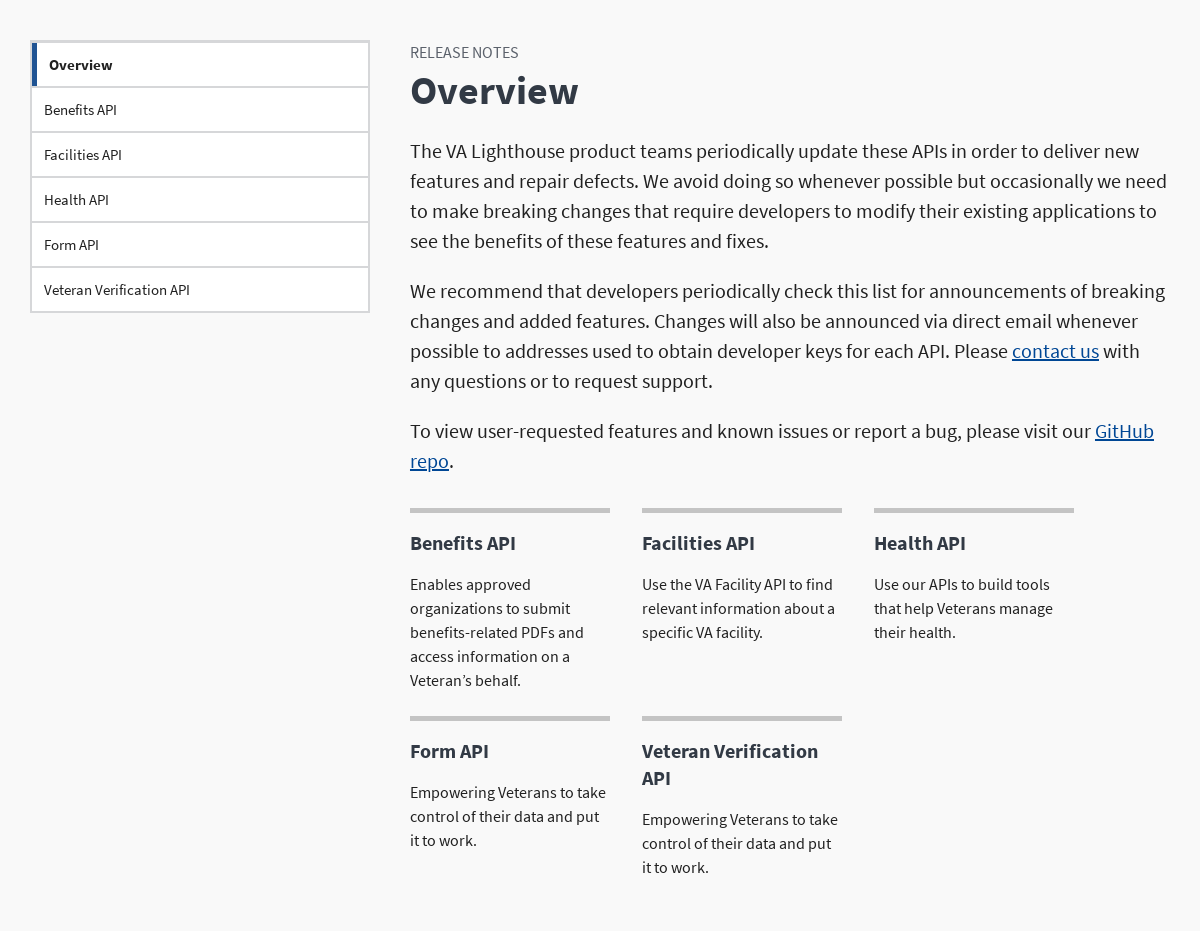 Overview
Benefits API
Facilities API
Health API
Form API
Veteran Verification API
RELEASE NOTES
Overview
The VA Lighthouse product teams periodically update these APIs in order to deliver new
features and repair defects. We avoid doing so whenever possible but occasionally we need
to make breaking changes that require developers to modify their existing applications to
see the benefits of these features and fixes.
We recommend that developers periodically check this list for announcements of breaking
changes and added features. Changes will also be announced via direct email whenever
possible to addresses used to obtain developer keys for each API. Please contact us with
any questions or to request support.
To view user-requested features and known issues or report a bug, please visit our GitHub
repo.
Benefits API
Enables approved
organizations to submit
benefits-related PDFs and
access information on a
Veteran’s behalf.
Facilities API
Use the VA Facility API to find
relevant information about a
specific VA facility.
Health API
Use our APIs to build tools
that help Veterans manage
their health.
Form API
Empowering Veterans to take
control of their data and put
it to work.
Veteran Verification
API
Empowering Veterans to take
control of their data and put
it to work.